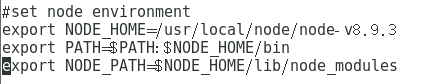 #set node environment
export NODE_HOME=/usr/local/node/node-v8.9.3
export PATH=$PATH:$NODE_HOME/bin
export NODE_PATH=$NODE_HOME/lib/node_modules